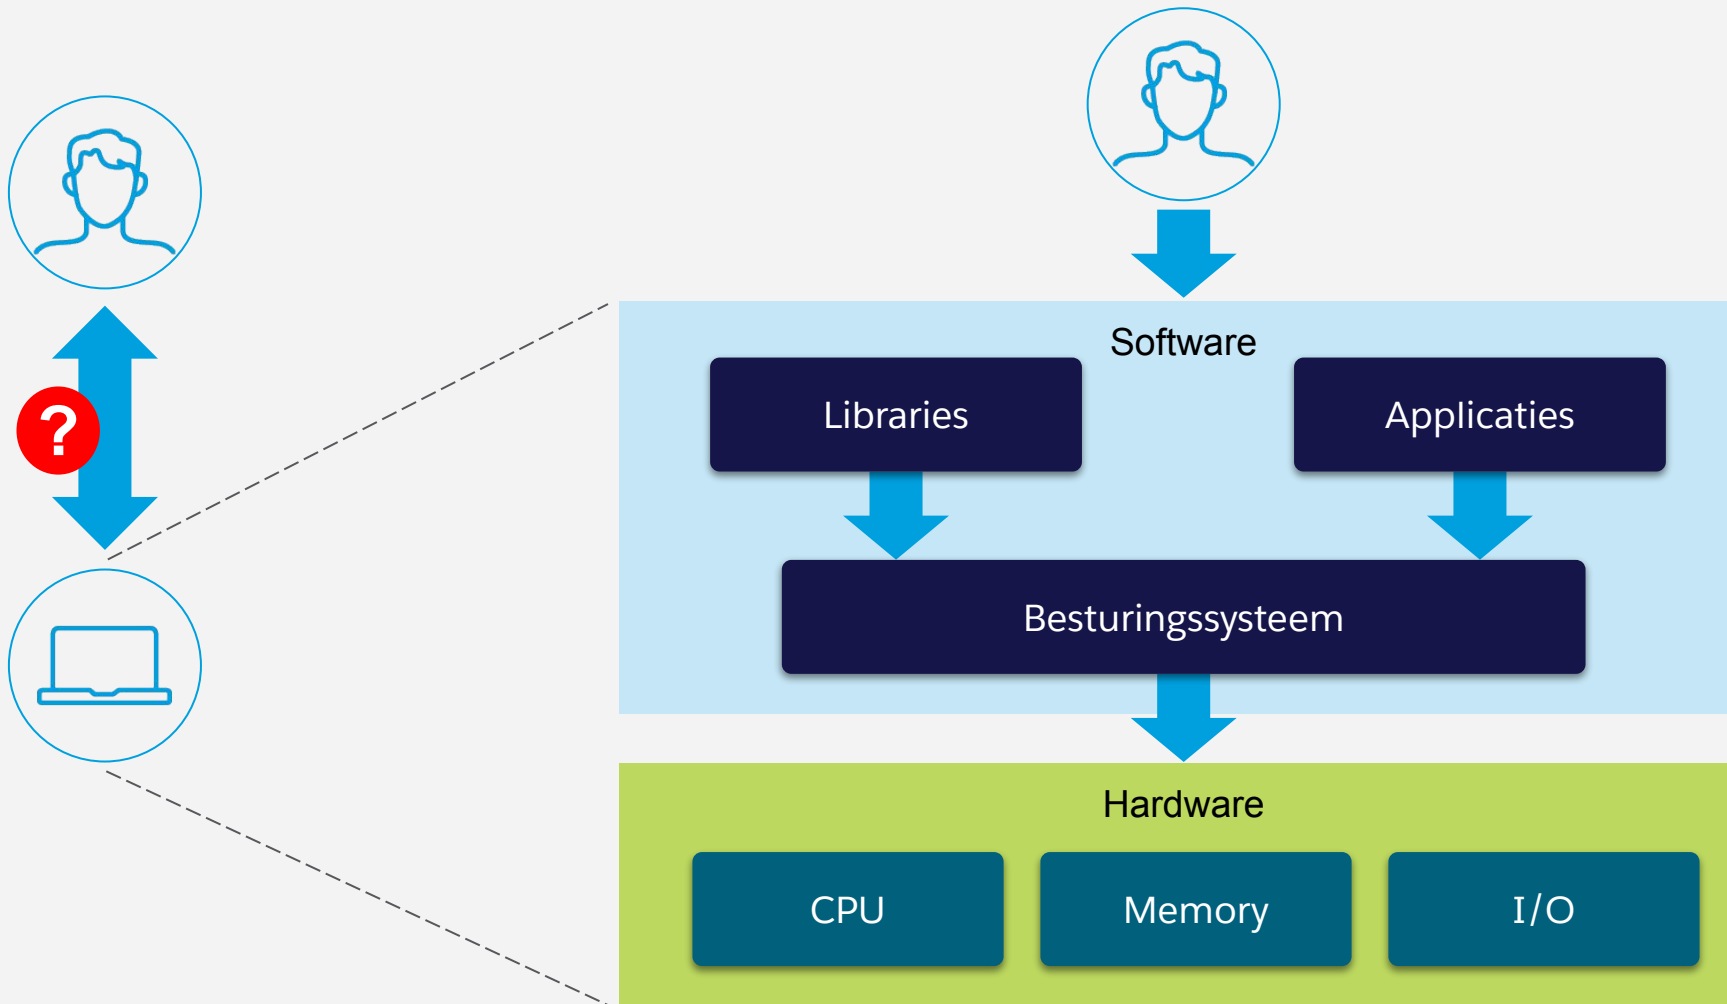 ?
Software
Libraries
Applicaties
Besturingssysteem
Hardware
CPU
Memory
I/O